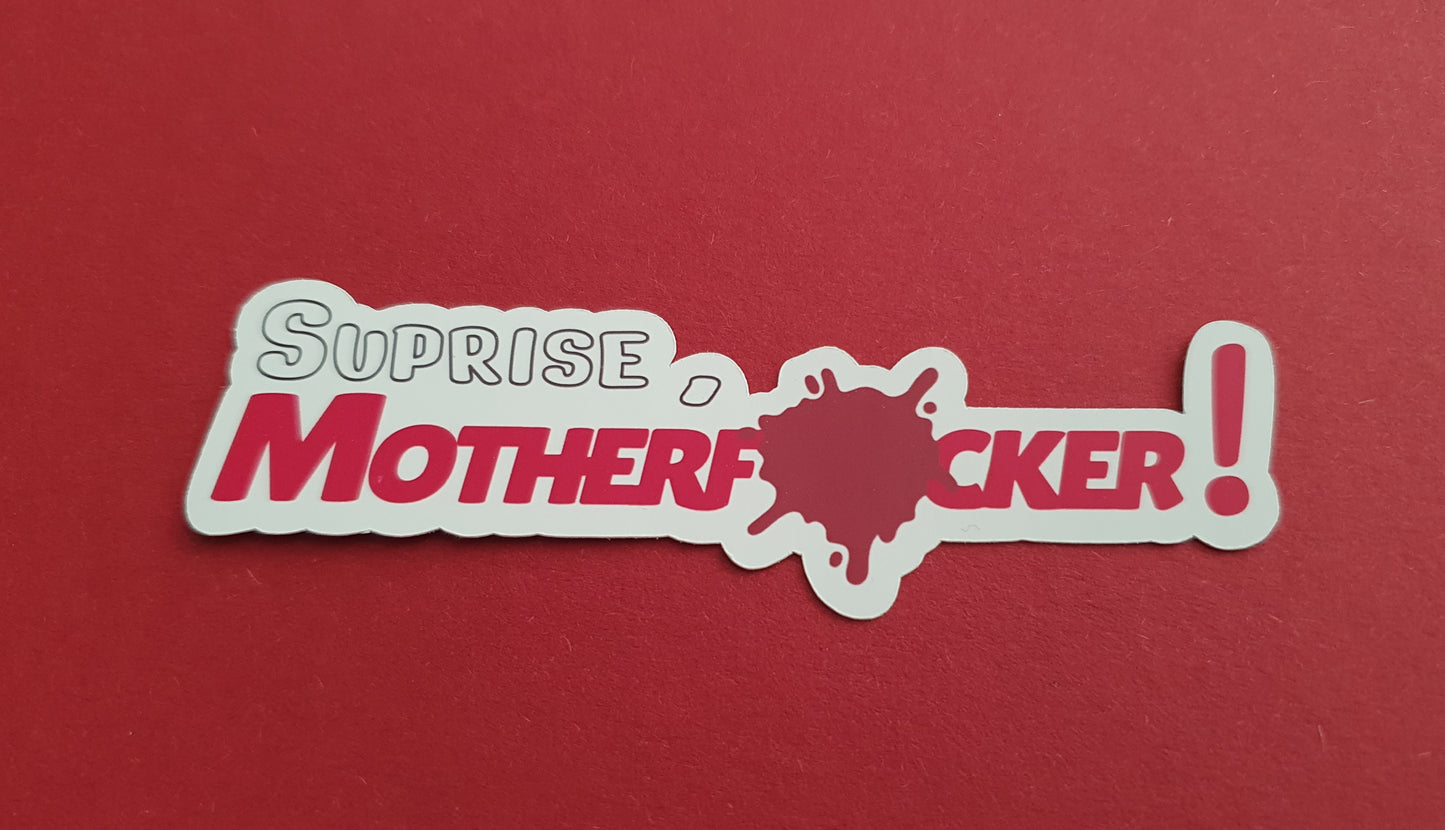 SUPRISE,
MOTHERF CKER!